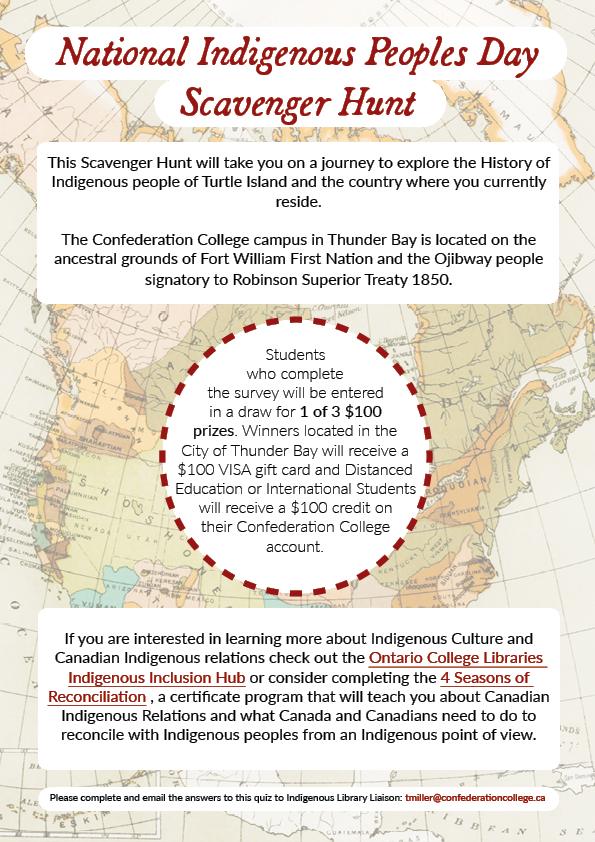 National Indigenous Peoples Day
Scavenger Hunt
This Scavenger Hunt will take you on a journey to explore the History of
Indigenous people of Turtle Island and the country where you currently
reside.
The Confederation College campus in Thunder Bay is located on the
ancestral grounds of Fort William First Nation and the Ojibway people
signatory to Robinson Superior Treaty 1850.
Students
who complete
the survey will be entered
in a draw for 1 of 3 $100
prizes. Winners located in the
City of Thunder Bay will receive a
$100 VISA gift card and Distanced
Education or International Students
will receive a $100 credit on
their Confederation College
account.
If you are interested in learning more about Indigenous Culture and
Canadian Indigenous relations check out the Ontario College Libraries
Indigenous Inclusion Hub or consider completing the 4 Seasons of
Reconciliation , a certificate program that will teach you about Canadian
Indigenous Relations and what Canada and Canadians need to do to
reconcile with Indigenous peoples from an Indigenous point of view.
Please complete and email the answers to this quiz to Indigenous Library Liaison: tmiller@confederationcollege.ca